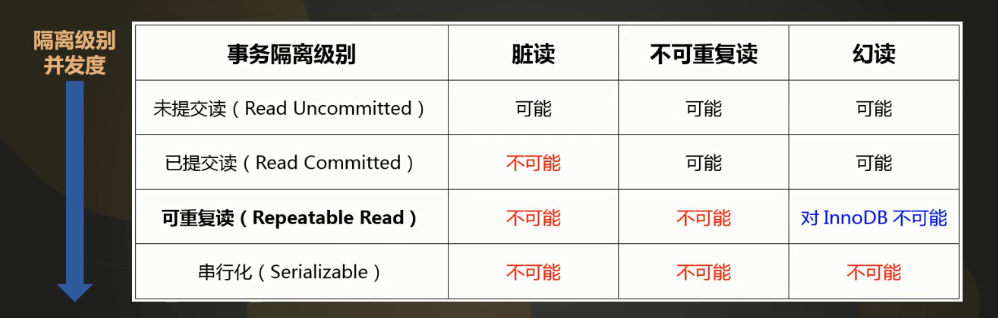 隔离级别
并发度
事务隔离级别 脏读 不可重复读 幻读
未提交读（Read Uncommitted） 可能 可能 可能
已提交读（Read Committed） 不可能 可能 可能
可重复读（Repeatable Read） 不可能 不可能 对 InnoDB 不可能
串行化（Serializable） 不可能 不可能 不可能